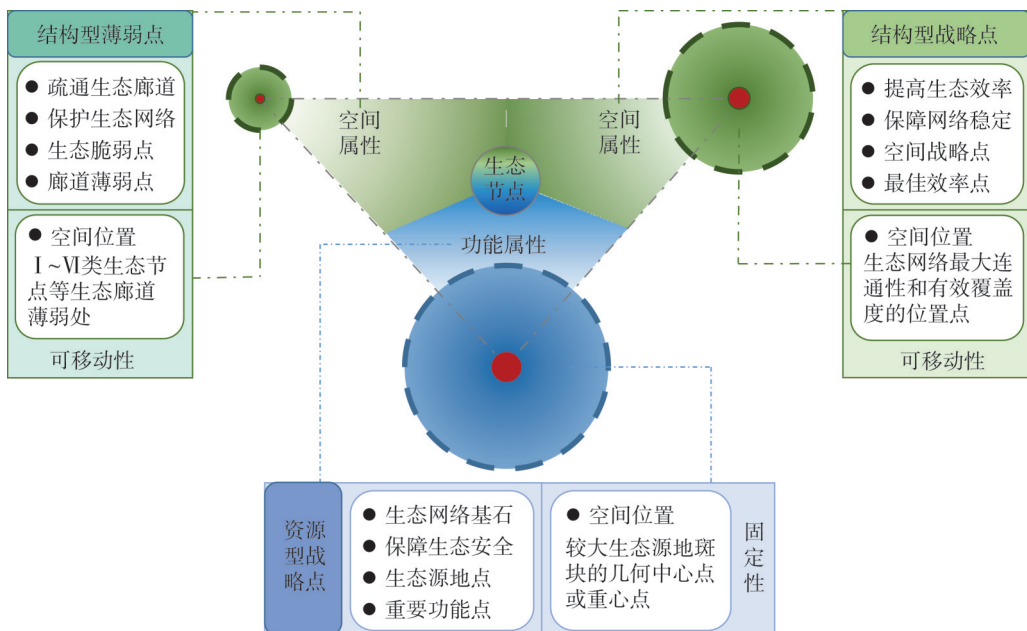 结构型薄弱点
● 疏通生态廊道
● 保护生态网络
● 生态脆弱点
● 廊道薄弱点
● 空间位置
Ⅰ~Ⅵ类生态节
点等生态廊道
薄弱处
可移动性
空间
属性
空间
属性
生态
节点
功能属性
结构型战略点
● 提高生态效率
● 保障网络稳定
● 空间战略点
● 最佳效率点
● 空间位置
生态网络最大连
通性和有效覆盖
度的位置点
可移动性
资源
型战
略点
● 生态网络基石
● 保障生态安全
● 生态源地点
● 重要功能点
● 空间位置
较大生态源地斑
块的几何中心点
或重心点
固定性